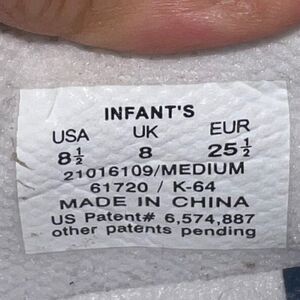 INFANT'S
USA UK EUR
8½ 8 25½
21016109/MEDIUM
61720 / K-64
MADE IN CHINA
US Patent# 6,574,887
other patents pending